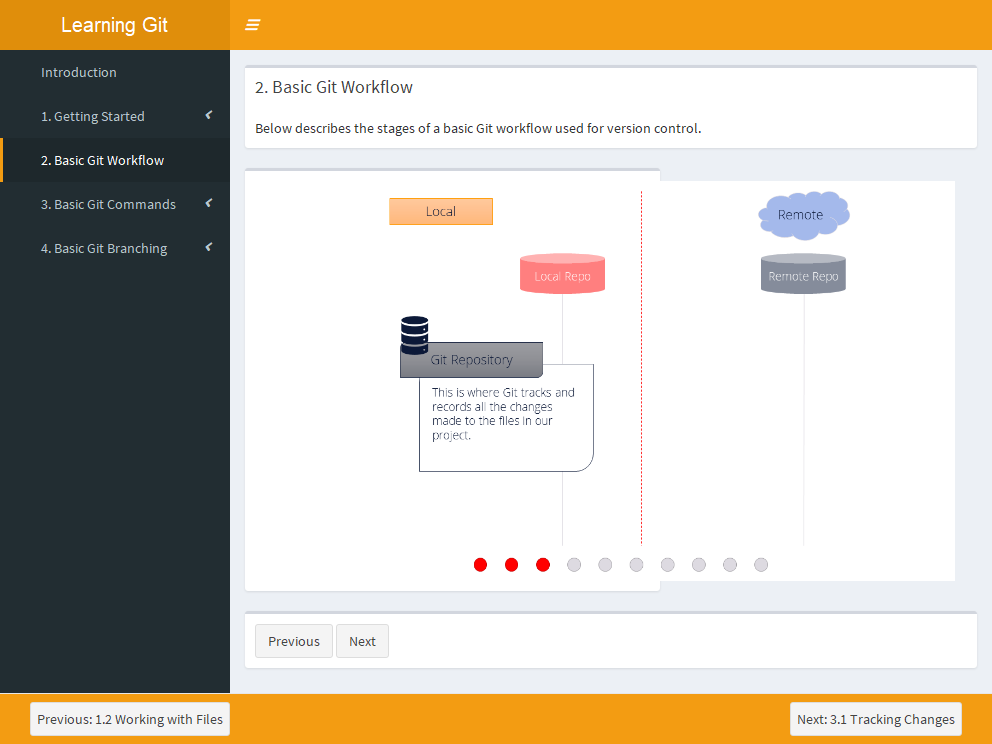 Learning Git
Introduction
1. Getting Started
2. Basic Git Workflow
3. Basic Git Commands
4. Basic Git Branching
2. Basic Git Workflow
Below describes the stages of a basic Git workflow used for version control.
Local
Remote
Local Repo
Remote Repo
Git Repository
This is where Git tracks and
records all the changes
made to the files in our
project.
Previous
Next
Previous: 1.2 Working with Files
Next: 3.1 Tracking Changes